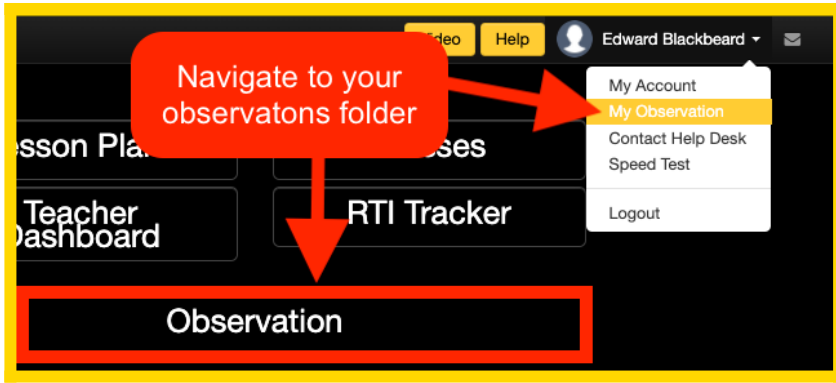 Help
Edward Blackbeard
Navigate to your
observatons folder
My Account
My Observation
Contact Help Desk
Speed Test
Logout
Teacher
Dashboard
RTI Tracker
Observation